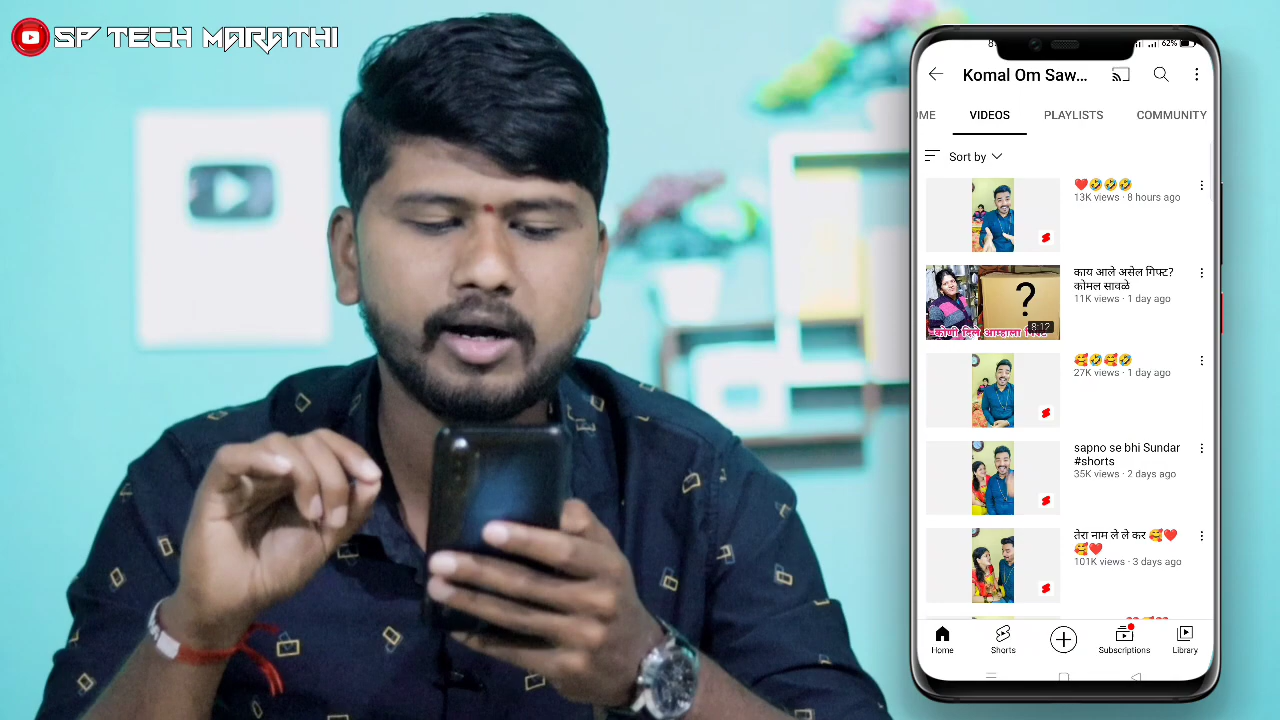 SP TECH MARATHI
62%
Komal Om Saw...
VIDEOS
PLAYLISTS
COMMUNITY
Sort by
❤️🤣🤣🤣
13K views · 8 hours ago
काय आले असेल गिफ्ट?
कोमल सावळे
11K views · 1 day ago
?
8:12
कोणी दिले आम्हाला
🥰🤣🥰🤣
27K views · 1 day ago
sapno se bhi Sundar
#shorts
35K views · 2 days ago
तेरा नाम ले ले कर 🥰❤️
🥰❤️
101K views · 3 days ago
Home
Shorts
Subscriptions
Library